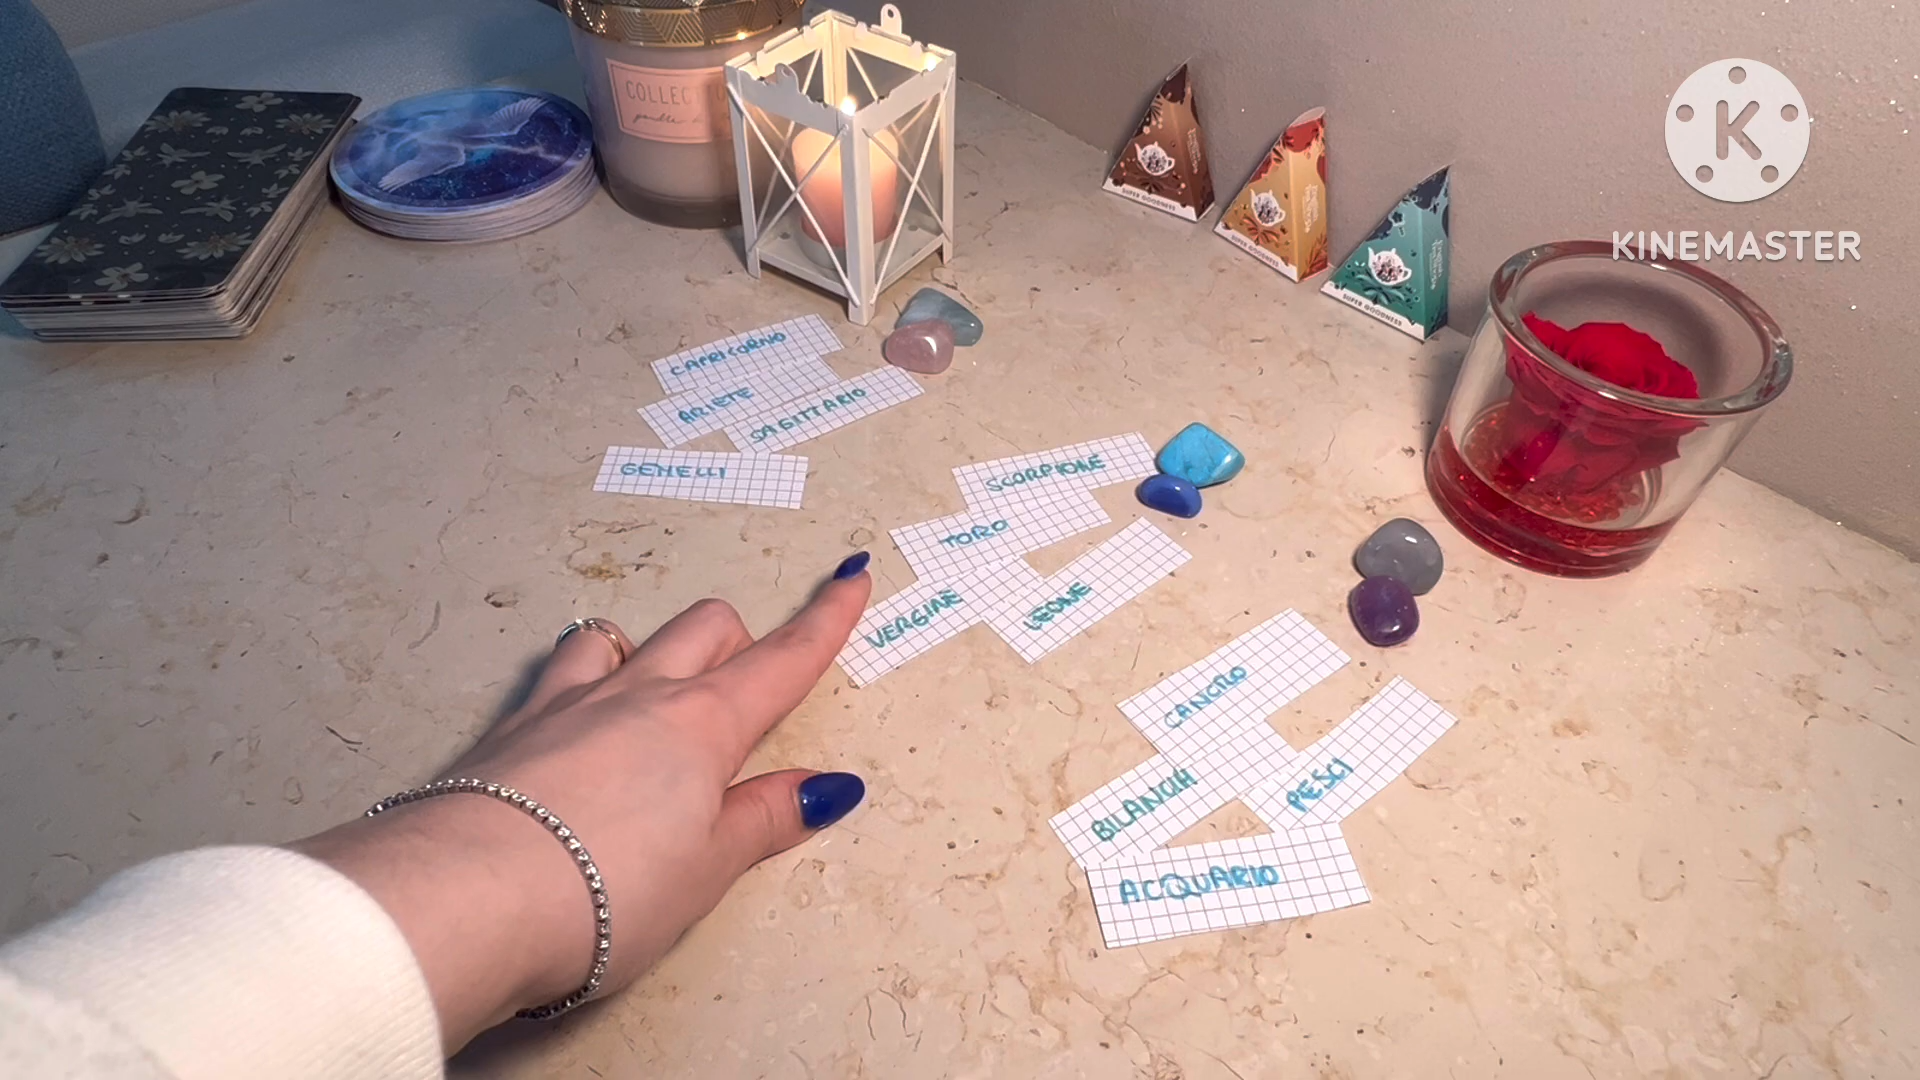 COLLECTION
CAPRICORNO
ARIETE
SAGITTARIO
GEMELLI
SCORPIONE
TORO
VERGINE
LEONE
CANCRO
BILANCIA
PESCI
ACQUARIO
SUPER GOODNESS
SUPER GOODNESS
SUPER GOODNESS
K
KINEMASTER